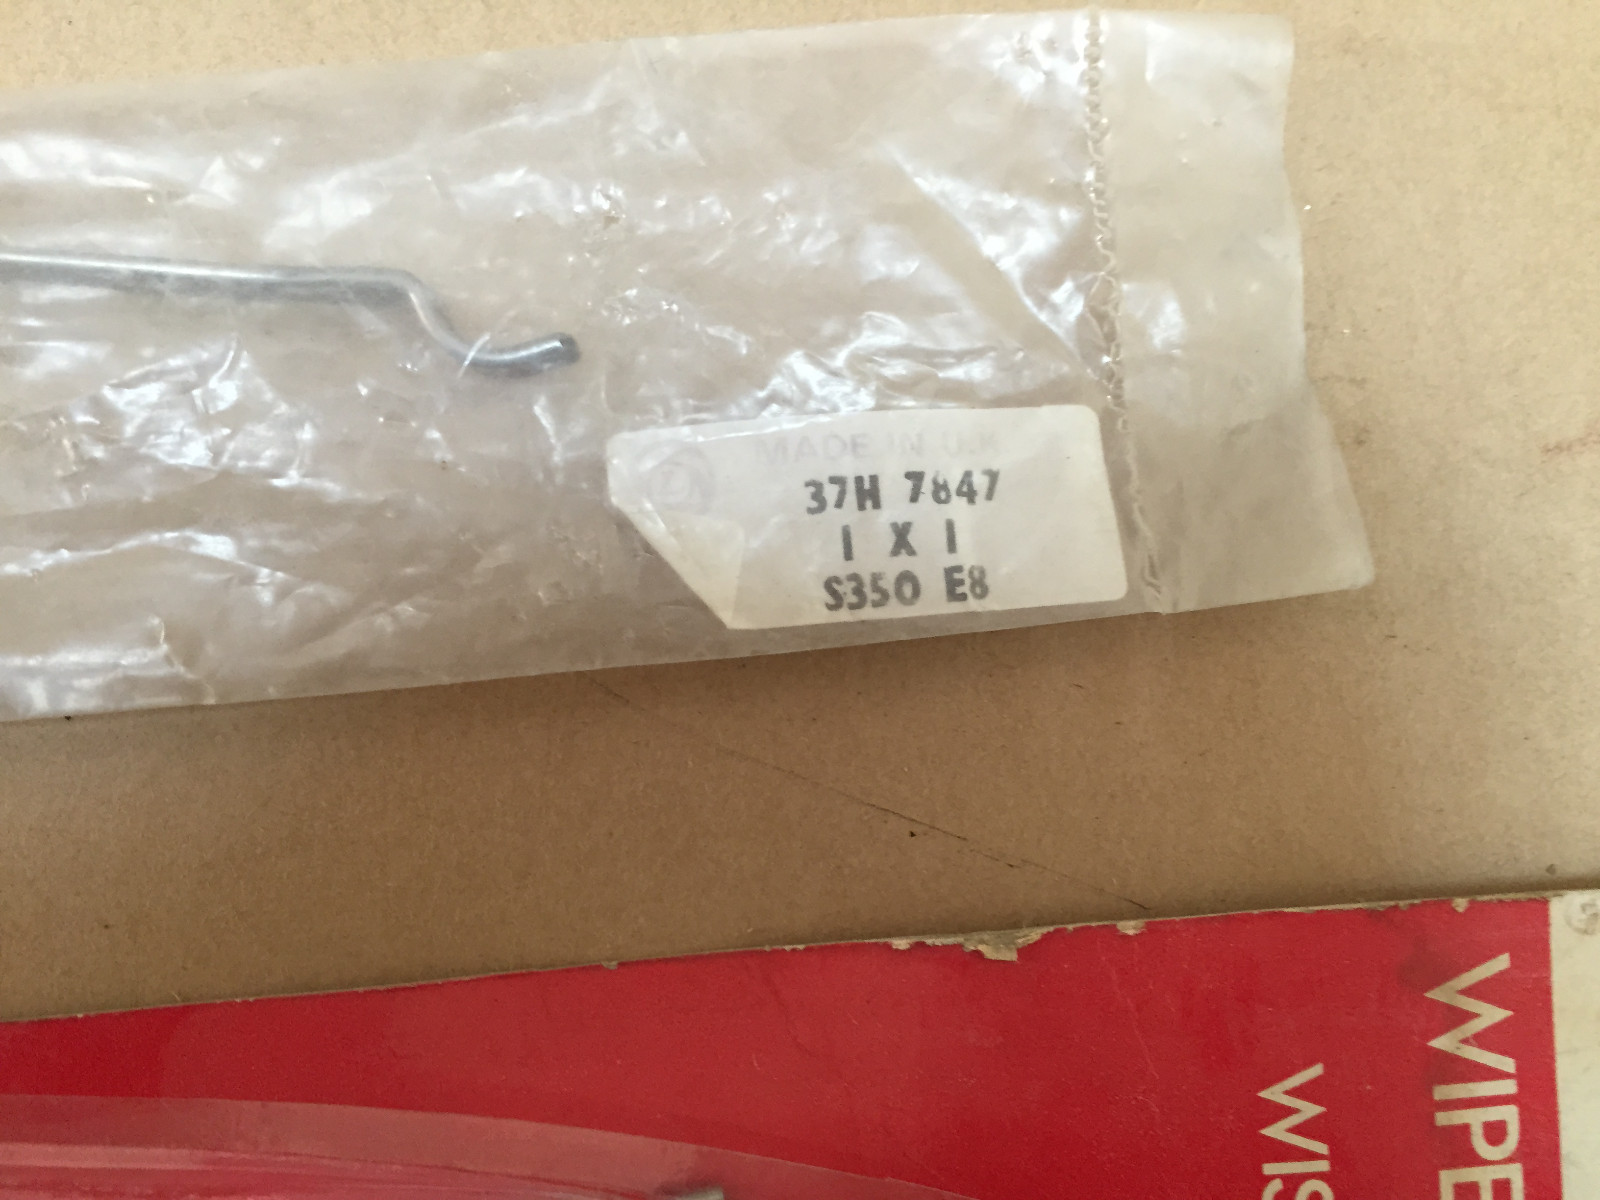 MADE IN U.K
37H 7847
1 X 1
S350 E8
WIPE
WIS